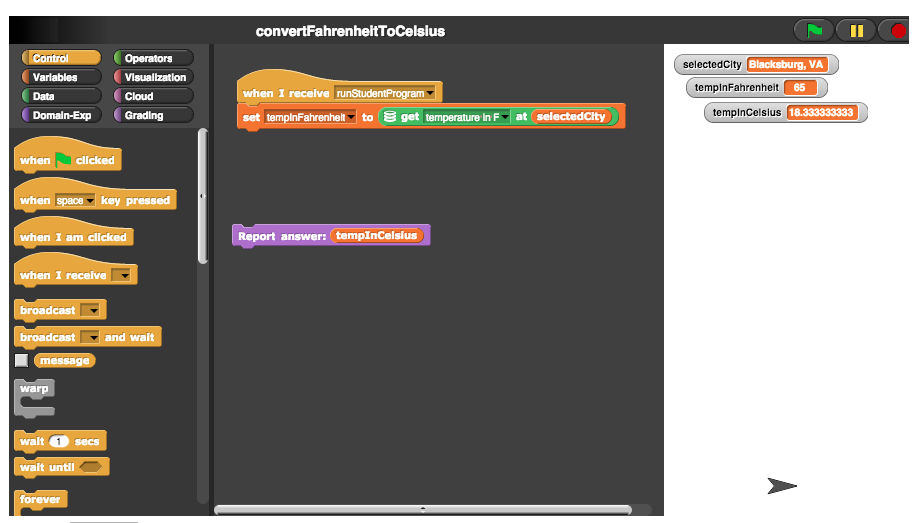 convertFahrenheitToCelsius
Control
Operators
Variables
Visualization
Data
Cloud
Domain-Exp
Grading
when clicked
when space key pressed
when I am clicked
when I receive
broadcast
broadcast and wait
message
warp
wait 1 secs
wait until
forever
when I receive runStudentProgram
set tempInFahrenheit to get temperature in F at selectedCity
Report answer: tempInCelsius
selectedCity Blacksburg, VA
tempInFahrenheit 65
tempInCelsius 18.333333333